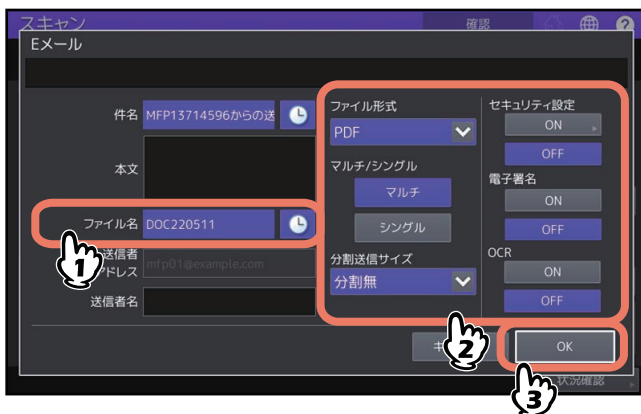 スキャン
確認
Eメール
件名 MFP13714596からの送
本文
ファイル名 DOC220511
送信者
ドレス mfp01@example.com
送信者名
ファイル形式
PDF
マルチ/シングル
マルチ
シングル
分割送信サイズ
分割無
セキュリティ設定
ON
OFF
電子署名
ON
OFF
OCR
ON
OFF
OK
状況確認
1
2
3